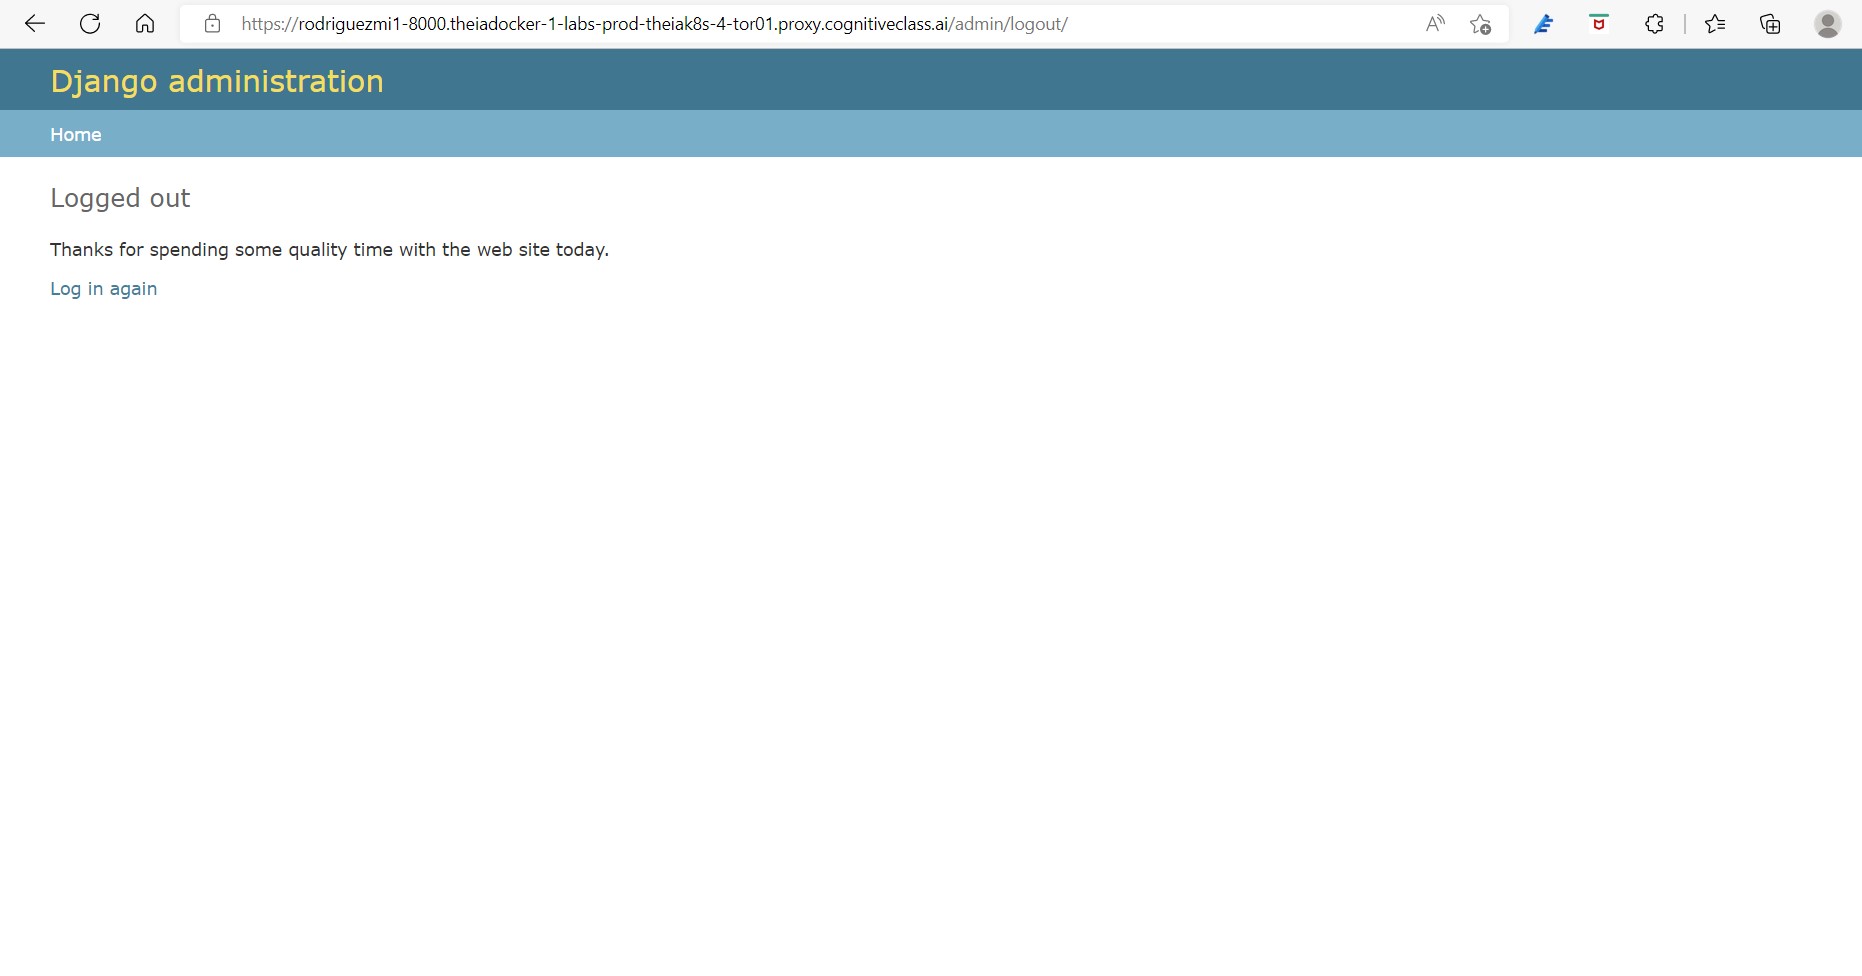 https://rodriguezmi1-8000.theiadocker-1-labs-prod-theiak8s-4-tor01.proxy.cognitiveclass.ai/admin/logout/
Django administration
Home
Logged out
Thanks for spending some quality time with the web site today.
Log in again